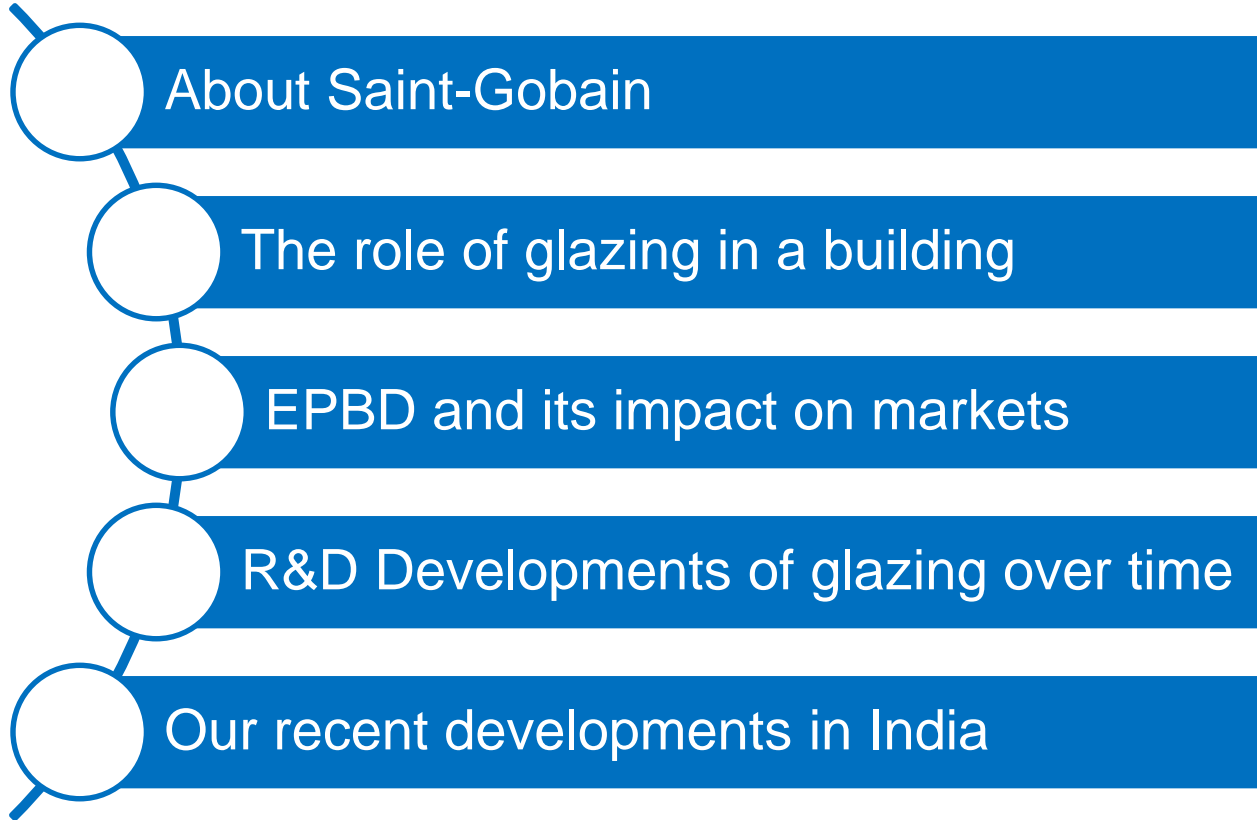 About Saint-Gobain
The role of glazing in a building
EPBD and its impact on markets
R&D Developments of glazing over time
Our recent developments in India